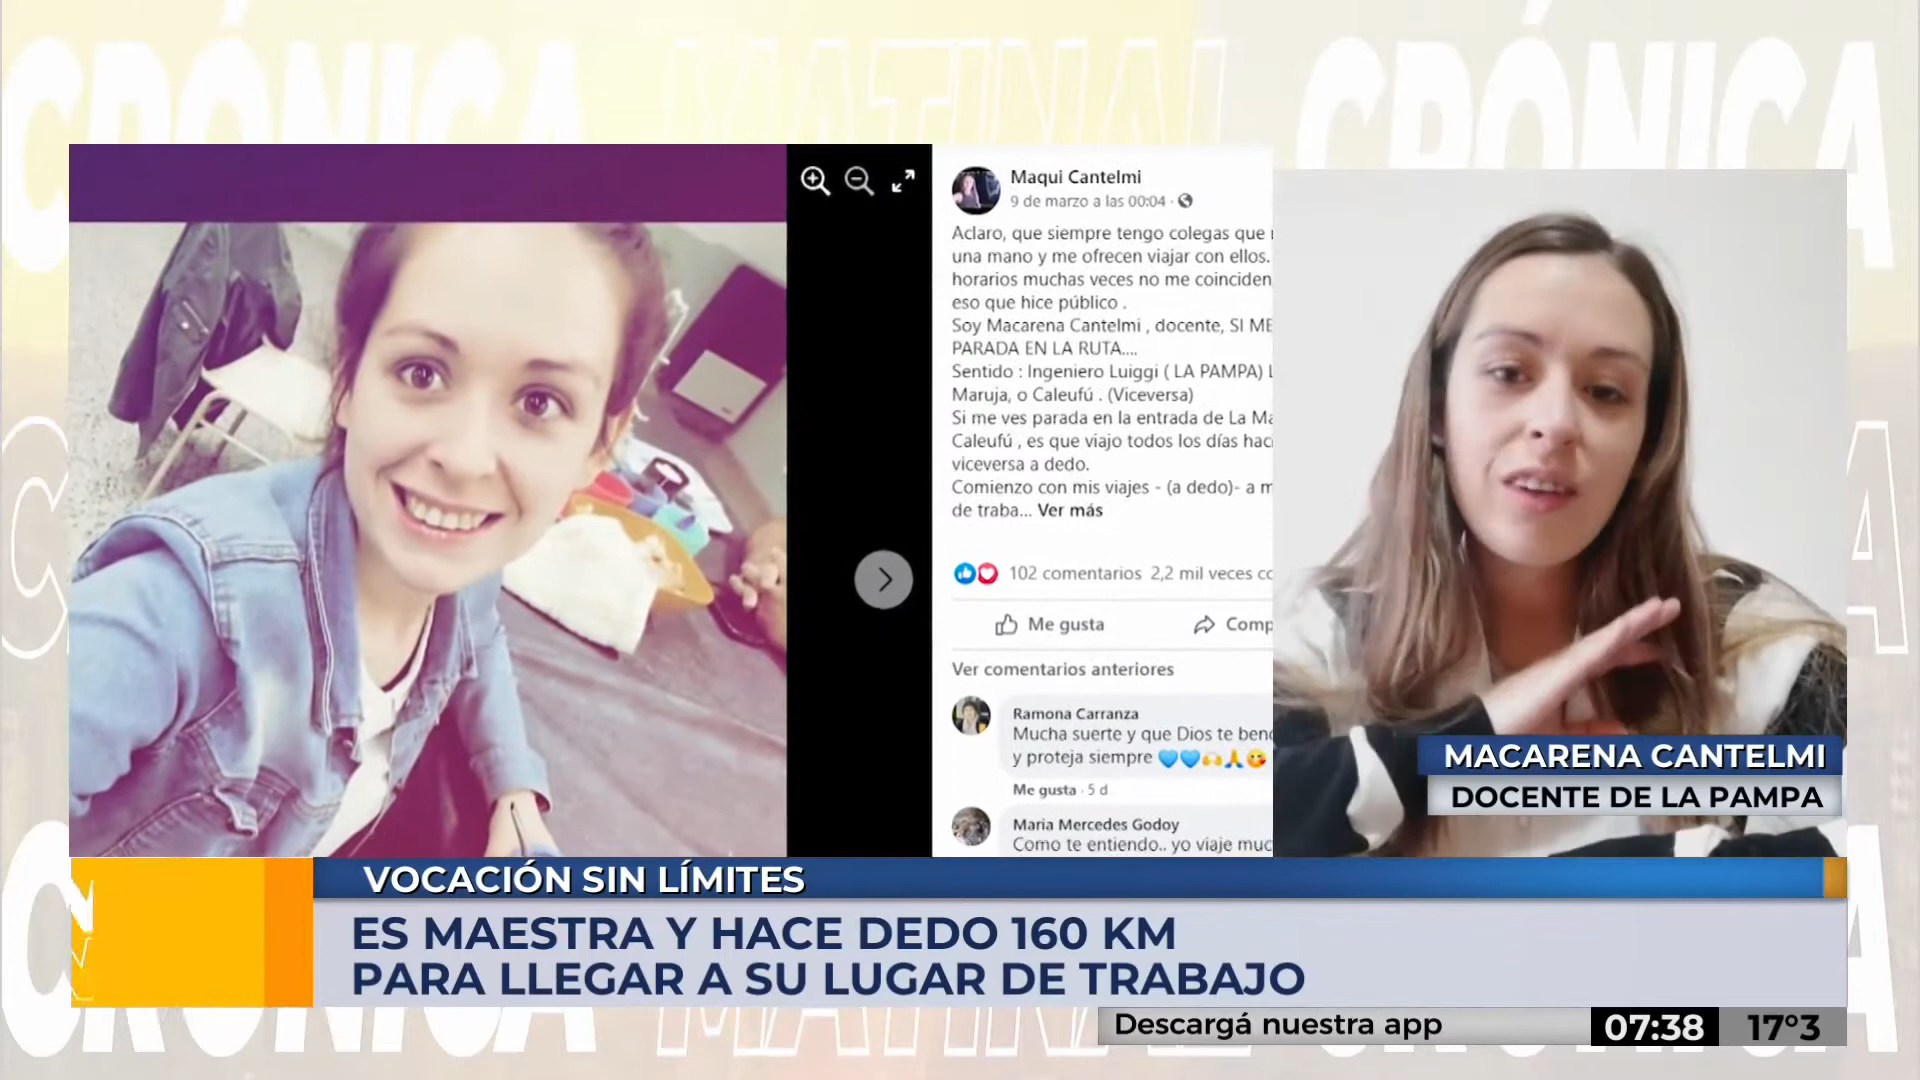 CRÓNICA MATINAL CRÓNICA
Maqui Cantelmi
9 de marzo a las 00:04 ·
Aclaro, que siempre tengo colegas que
una mano y me ofrecen viajar con ellos.
horarios muchas veces no me coinciden
eso que hice público .
Soy Macarena Cantelmi , docente, SI ME
PARADA EN LA RUTA....
Sentido : Ingeniero Luiggi ( LA PAMPA)
Maruja, o Caleufú . (Viceversa)
Si me ves parada en la entrada de La
Caleufú , es que viajo todos los días
viceversa a dedo.
Comienzo con mis viajes - (a dedo)- a
de traba... Ver más
102 comentarios 2,2 mil veces
Me gusta
Comp
Ver comentarios anteriores
Ramona Carranza
Mucha suerte y que Dios te
y proteja siempre 💙💙🙌🙏😋
Me gusta · 5 d
Maria Mercedes Godoy
Como te entiendo.. yo viaje
MACARENA CANTELMI
DOCENTE DE LA PAMPA
VOCACIÓN SIN LÍMITES
ES MAESTRA Y HACE DEDO 160 KM
PARA LLEGAR A SU LUGAR DE TRABAJO
CRÓNICA MATINAL CRÓNICA
Descargá nuestra app
07:38
17°3